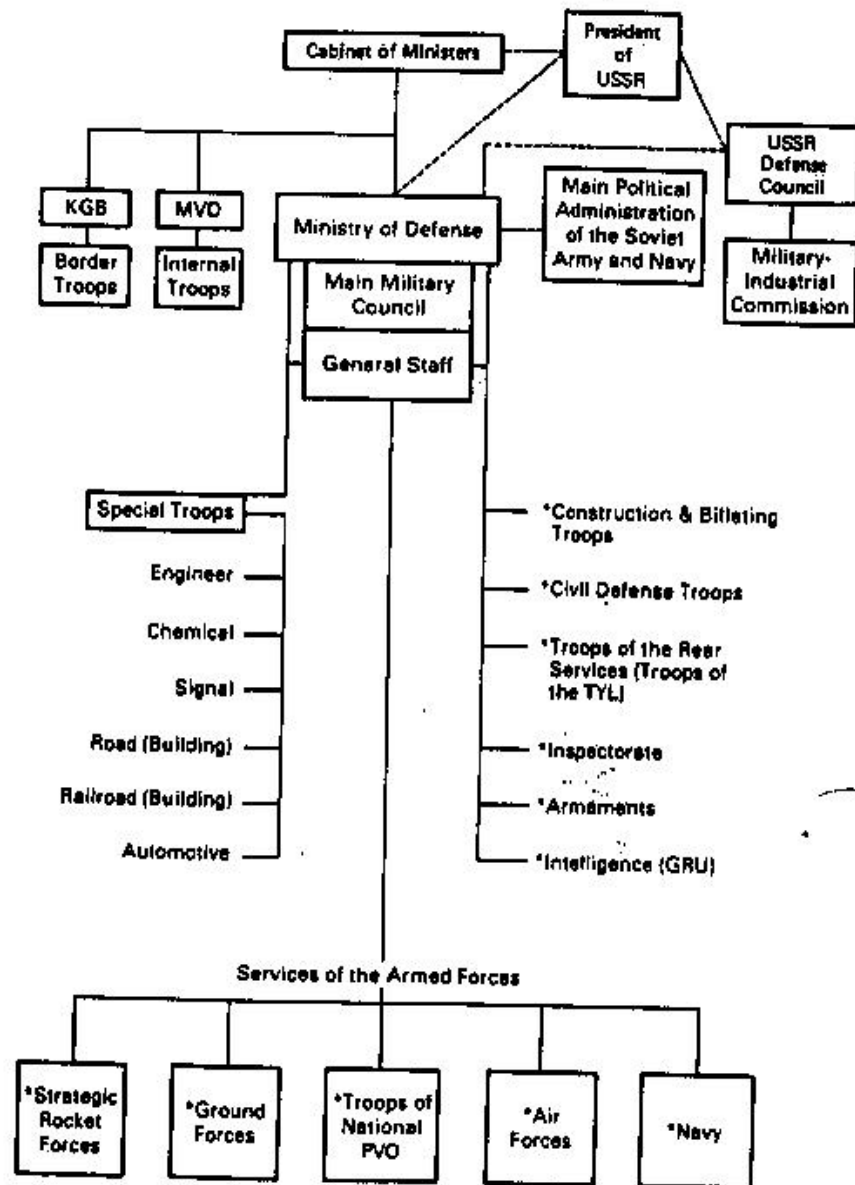 Cabinet of Ministers
President
of
USSR
USSR
Defense
Council
KGB
MVD
Ministry of Defense
Main Political
Administration
of the Soviet
Army and Navy
Border
Troops
Internal
Troops
Main Military
Council
Military-
Industrial
Commission
General Staff
Special Troops
Engineer
Chemical
Signal
Road (Building)
Railroad (Building)
Automotive
*Construction & Billeting
Troops
*Civil Defense Troops
*Troops of the Rear
Services (Troops of
the TYL)
*Inspectorate
*Armaments
*Intelligence (GRU)
Services of the Armed Forces
*Strategic
Rocket
Forces
*Ground
Forces
*Troops of
National
PVO
*Air
Forces
*Navy